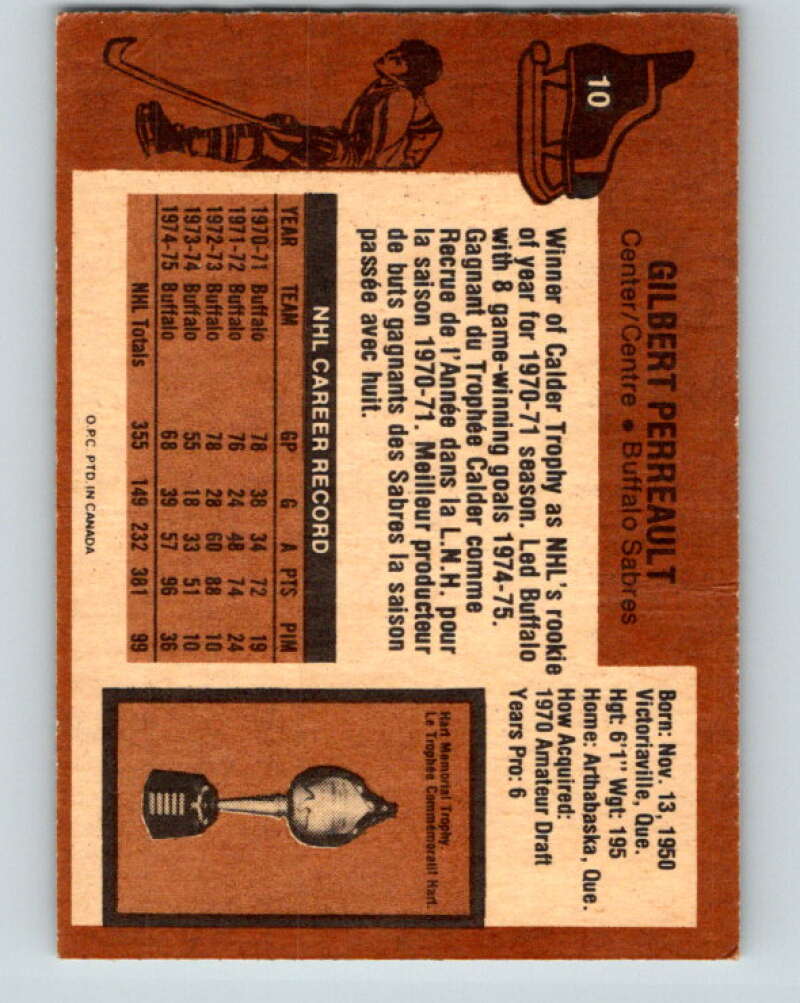 10
GILBERT PERREAULT
Center/Centre • Buffalo Sabres
Born: Nov. 13, 1950
Victoriaville, Que.
Hgt: 6'1" Wgt: 195
Home: Arthabaska, Que.
How Acquired:
1970 Amateur Draft
Years Pro: 6
Winner of Calder Trophy as NHL's rookie
of year for 1970-71 season. Led Buffalo
with 8 game-winning goals 1974-75.
Gagnant du Trophée Calder comme
Recrue de l'Année dans la L.N.H. pour
la saison 1970-71. Meilleur producteur
de buts gagnants des Sabres la saison
passée avec huit.
NHL CAREER RECORD
YEAR TEAM GP G A PTS PIM
1970-71 Buffalo 78 38 34 72 19
1971-72 Buffalo 76 24 48 74 24
1972-73 Buffalo 78 28 60 88 10
1973-74 Buffalo 55 18 33 51 10
1974-75 Buffalo 68 39 57 96 36
NHL Totals 355 149 232 381 99
Hart Memorial Trophy.
Le Trophée Commémoratif Hart.
O.P.C. PTD. IN CANADA